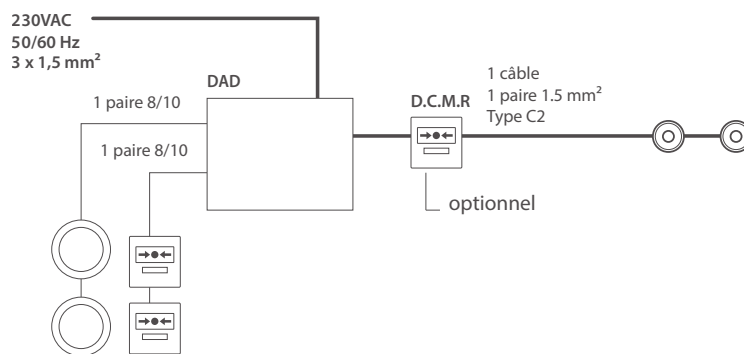 230VAC
50/60 Hz
3 x 1,5 mm²
DAD
1 paire 8/10
1 paire 8/10
D.C.M.R
1 câble
1 paire 1.5 mm²
Type C2
optionnel